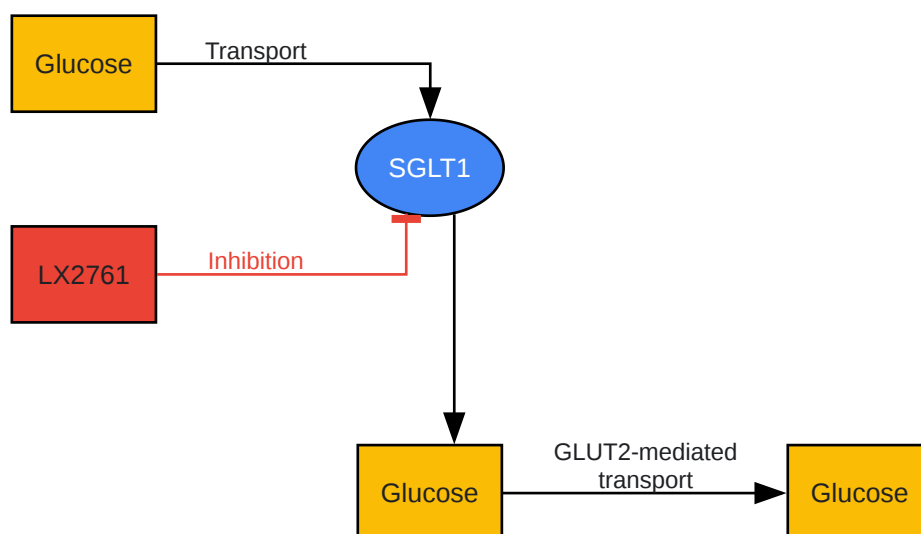 Glucose
Transport
SGLT1
LX2761
Inhibition
Glucose
GLUT2-mediated
transport
Glucose